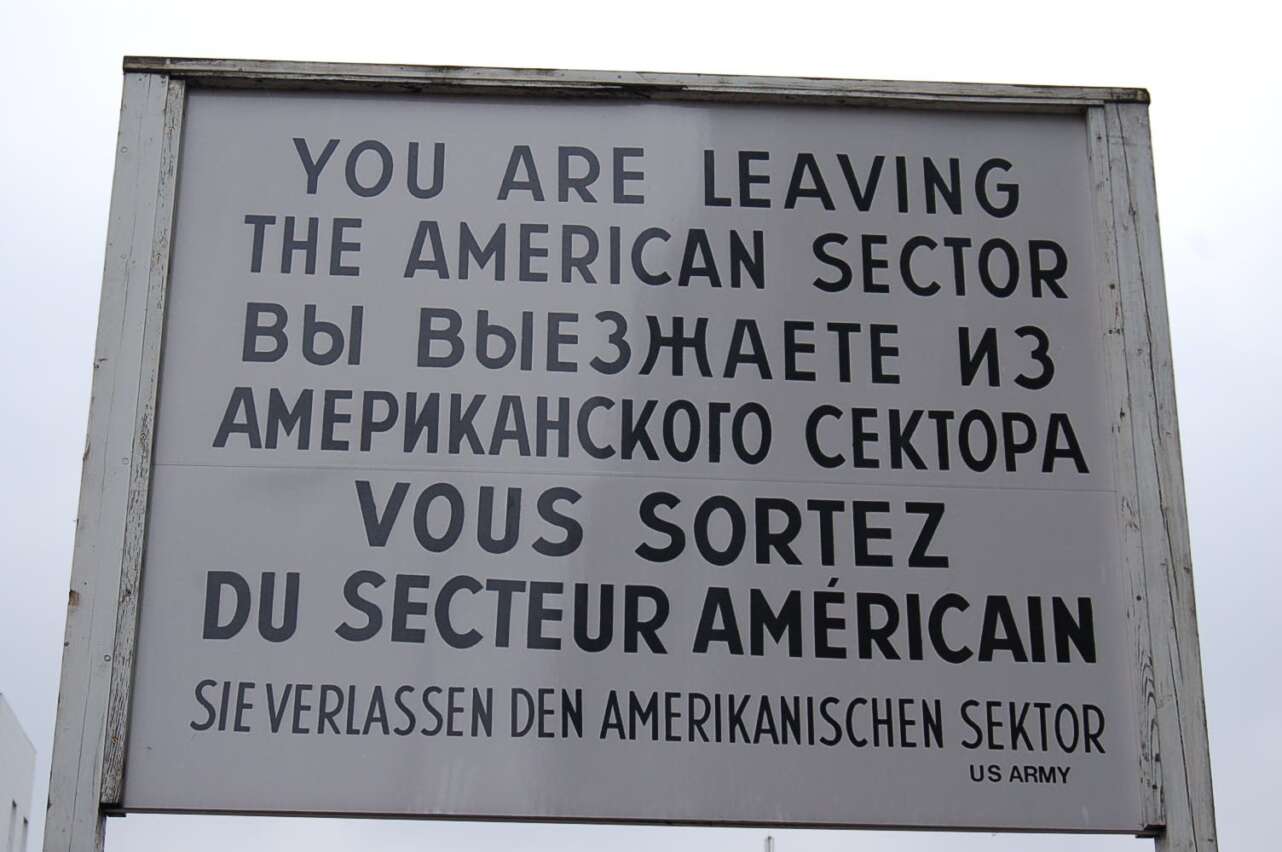 YOU ARE LEAVING
THE AMERICAN SECTOR
ВЫ ВЫЕЗЖАЕТЕ ИЗ
АМЕРИКАНСКОГО СЕКТОРА
VOUS SORTEZ
DU SECTEUR AMÉRICAIN
SIE VERLASSEN DEN AMERIKANISCHEN SEKTOR
US ARMY